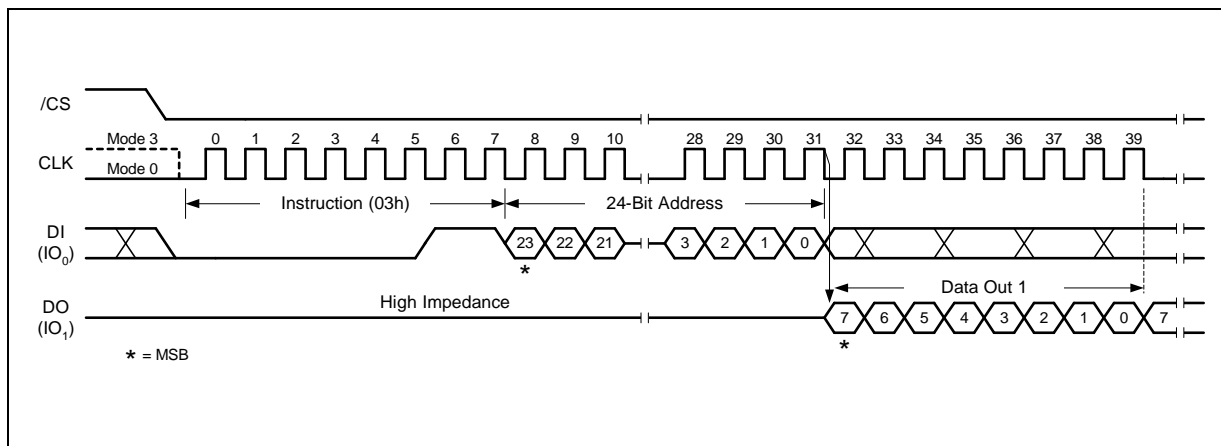 /CS
Mode 3
0 1 2 3 4 5 6 7 8 9 10 28 29 30 31 32 33 34 35 36 37 38 39
CLK
Mode 0
Instruction (03h)
24-Bit Address
DI
(IO0)
23 22 21 3 2 1 0
*
Data Out 1
High Impedance
DO
(IO1)
7 6 5 4 3 2 1 0 7
*
* = MSB